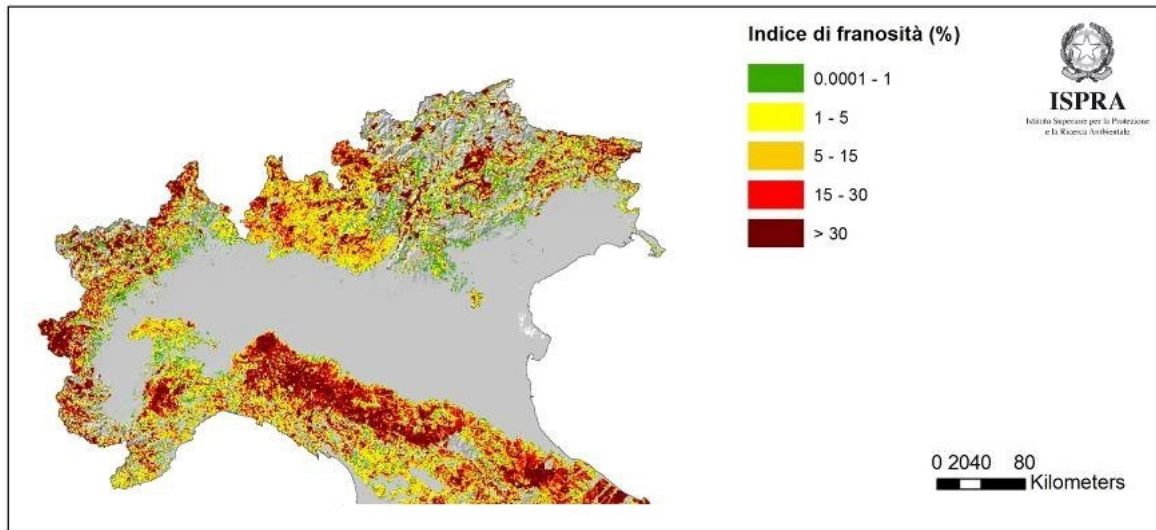 Indice di franosità (%)
0.0001 - 1
1 - 5
5 - 15
15 - 30
> 30
ISPRA
Istituto Superiore per la Protezione
e la Ricerca Ambientale
0 2040 80
Kilometers